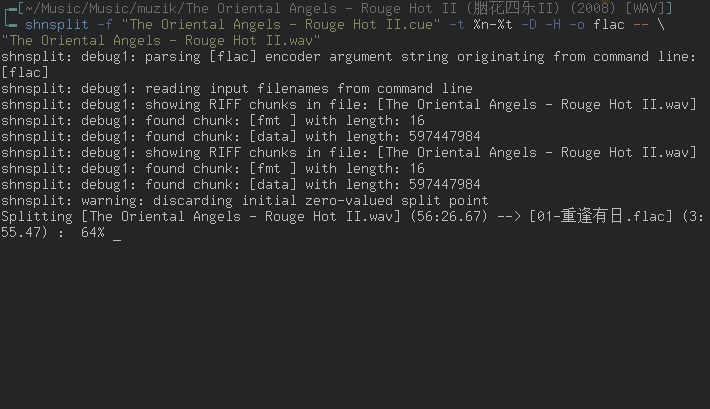 [~/Music/Music/muzik/The Oriental Angels - Rouge Hot II (胭花四乐II) (2008) [WAV]]
shnsplit -f "The Oriental Angels - Rouge Hot II.cue" -t %n-%t -D -H -o flac -- \
"The Oriental Angels - Rouge Hot II.wav"
shnsplit: debug1: parsing [flac] encoder argument string originating from command line:
[flac]
shnsplit: debug1: reading input filenames from command line
shnsplit: debug1: showing RIFF chunks in file: [The Oriental Angels - Rouge Hot II.wav]
shnsplit: debug1: found chunk: [fmt ] with length: 16
shnsplit: debug1: found chunk: [data] with length: 597447984
shnsplit: debug1: showing RIFF chunks in file: [The Oriental Angels - Rouge Hot II.wav]
shnsplit: debug1: found chunk: [fmt ] with length: 16
shnsplit: debug1: found chunk: [data] with length: 597447984
shnsplit: warning: discarding initial zero-valued split point
Splitting [The Oriental Angels - Rouge Hot II.wav] (56:26.67) --> [01-重逢有日.flac] (3:
55.47) :  64% _